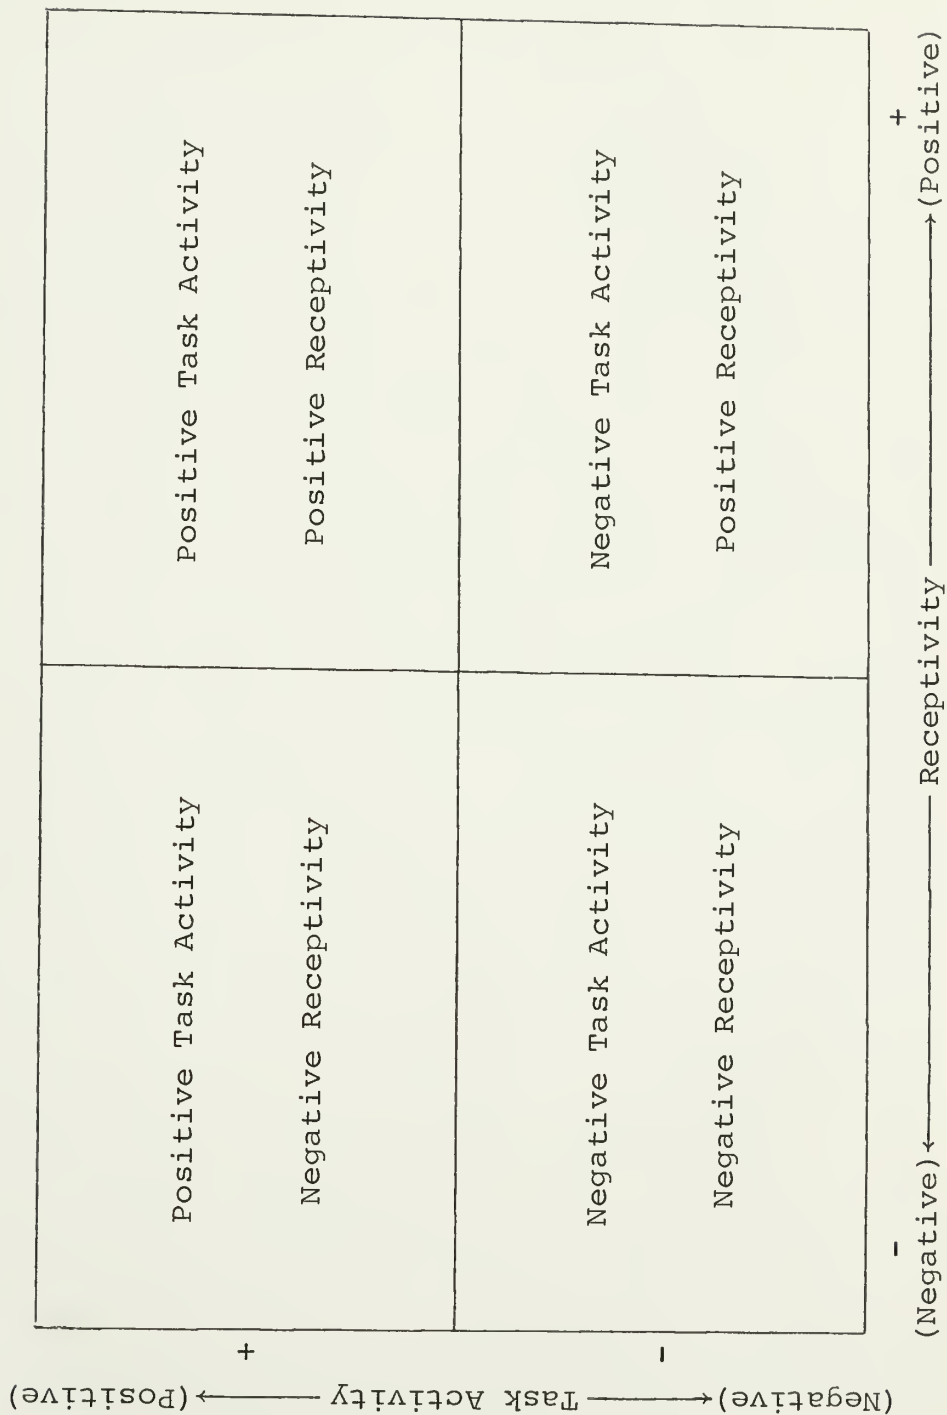 (Negative)←——Task Activity——→(Positive)
+
-
Positive Task Activity
Negative Receptivity
Positive Task Activity
Positive Receptivity
Negative Task Activity
Negative Receptivity
Negative Task Activity
Positive Receptivity
-
+
(Negative)←——Receptivity——→(Positive)